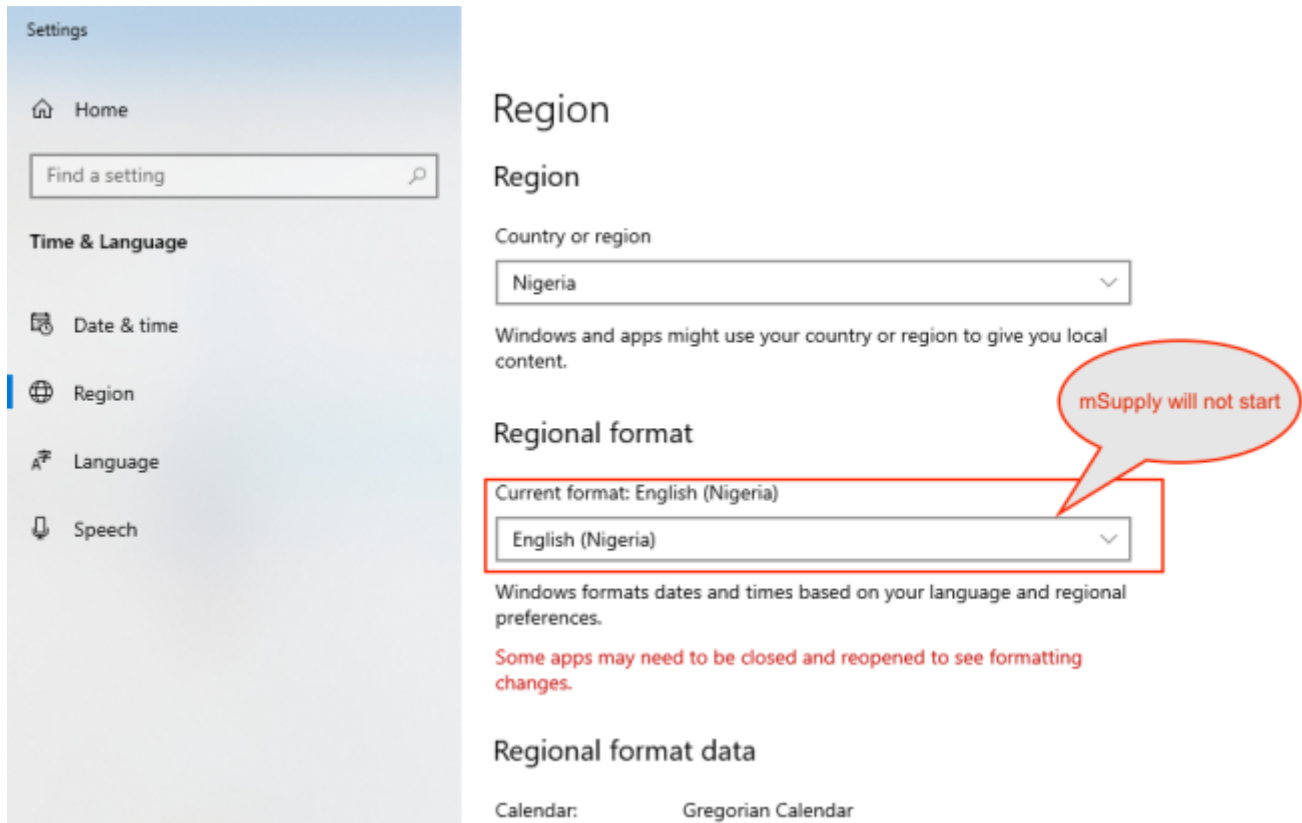 Settings
Home
Find a setting
Time & Language
Date & time
Region
Language
Speech
Region
Region
Country or region
Nigeria
Windows and apps might use your country or region to give you local
content.
mSupply will not start
Regional format
Current format: English (Nigeria)
English (Nigeria)
Windows formats dates and times based on your language and regional
preferences.
Some apps may need to be closed and reopened to see formatting
changes.
Regional format data
Calendar: Gregorian Calendar